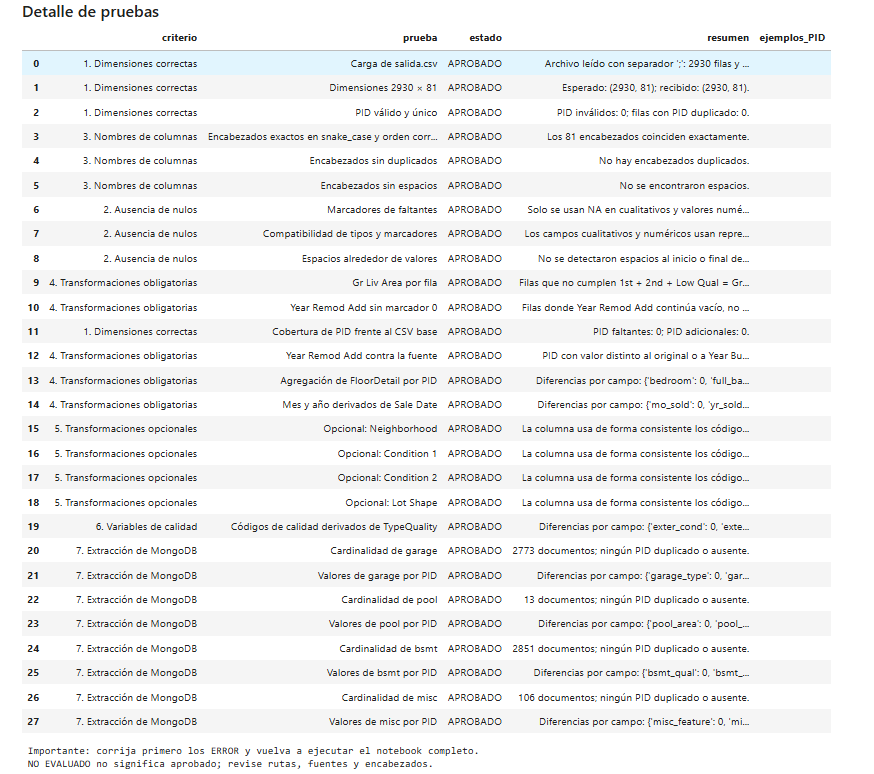 Detalle de pruebas
criterio prueba estado resumen ejemplos_PID
0 1. Dimensiones correctas Carga de salida.csv APROBADO Archivo leído con separador ';': 2930 filas y ...
1 1. Dimensiones correctas Dimensiones 2930 × 81 APROBADO Esperado: (2930, 81); recibido: (2930, 81).
2 1. Dimensiones correctas PID válido y único APROBADO PID inválidos: 0; filas con PID duplicado: 0.
3 3. Nombres de columnas Encabezados exactos en snake_case y orden corr... APROBADO Los 81 encabezados coinciden exactamente.
4 3. Nombres de columnas Encabezados sin duplicados APROBADO No hay encabezados duplicados.
5 3. Nombres de columnas Encabezados sin espacios APROBADO No se encontraron espacios.
6 2. Ausencia de nulos Marcadores de faltantes APROBADO Solo se usan NA en cualitativos y valores numé...
7 2. Ausencia de nulos Compatibilidad de tipos y marcadores APROBADO Los campos cualitativos y numéricos usan repre...
8 2. Ausencia de nulos Espacios alrededor de valores APROBADO No se detectaron espacios al inicio o final de...
9 4. Transformaciones obligatorias Gr Liv Area por fila APROBADO Filas que no cumplen 1st + 2nd + Low Qual = Gr...
10 4. Transformaciones obligatorias Year Remod Add sin marcador 0 APROBADO Filas donde Year Remod Add continúa vacío, no ...
11 1. Dimensiones correctas Cobertura de PID frente al CSV base APROBADO PID faltantes: 0; PID adicionales: 0.
12 4. Transformaciones obligatorias Year Remod Add contra la fuente APROBADO PID con valor distinto al original o a Year Bu...
13 4. Transformaciones obligatorias Agregación de FloorDetail por PID APROBADO Diferencias por campo: {'bedroom': 0, 'full_ba...
14 4. Transformaciones obligatorias Mes y año derivados de Sale Date APROBADO Diferencias por campo: {'mo_sold': 0, 'yr_sold...
15 5. Transformaciones opcionales Opcional: Neighborhood APROBADO La columna usa de forma consistente los código...
16 5. Transformaciones opcionales Opcional: Condition 1 APROBADO La columna usa de forma consistente los código...
17 5. Transformaciones opcionales Opcional: Condition 2 APROBADO La columna usa de forma consistente los código...
18 5. Transformaciones opcionales Opcional: Lot Shape APROBADO La columna usa de forma consistente los código...
19 6. Variables de calidad Códigos de calidad derivados de TypeQuality APROBADO Diferencias por campo: {'exter_cond': 0, 'exte...
20 7. Extracción de MongoDB Cardinalidad de garage APROBADO 2773 documentos; ningún PID duplicado o ausente.
21 7. Extracción de MongoDB Valores de garage por PID APROBADO Diferencias por campo: {'garage_type': 0, 'gar...
22 7. Extracción de MongoDB Cardinalidad de pool APROBADO 13 documentos; ningún PID duplicado o ausente.
23 7. Extracción de MongoDB Valores de pool por PID APROBADO Diferencias por campo: {'pool_area': 0, 'pool_...
24 7. Extracción de MongoDB Cardinalidad de bsmt APROBADO 2851 documentos; ningún PID duplicado o ausente.
25 7. Extracción de MongoDB Valores de bsmt por PID APROBADO Diferencias por campo: {'bsmt_qual': 0, 'bsmt_...
26 7. Extracción de MongoDB Cardinalidad de misc APROBADO 106 documentos; ningún PID duplicado o ausente.
27 7. Extracción de MongoDB Valores de misc por PID APROBADO Diferencias por campo: {'misc_feature': 0, 'mi...
Importante: corrija primero los ERROR y vuelva a ejecutar el notebook completo.
NO EVALUADO no significa aprobado; revise rutas, fuentes y encabezados.